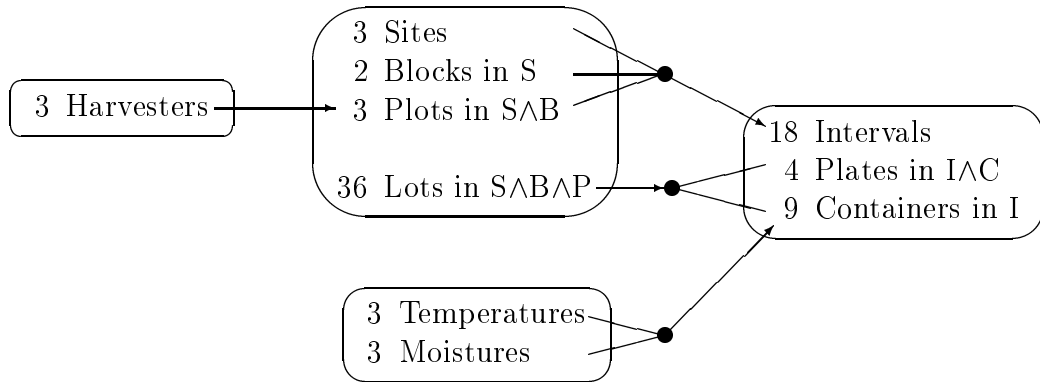 3 Harvesters
3 Sites
2 Blocks in S
3 Plots in S∧B
36 Lots in S∧B∧P
18 Intervals
4 Plates in I∧C
9 Containers in I
3 Temperatures
3 Moistures